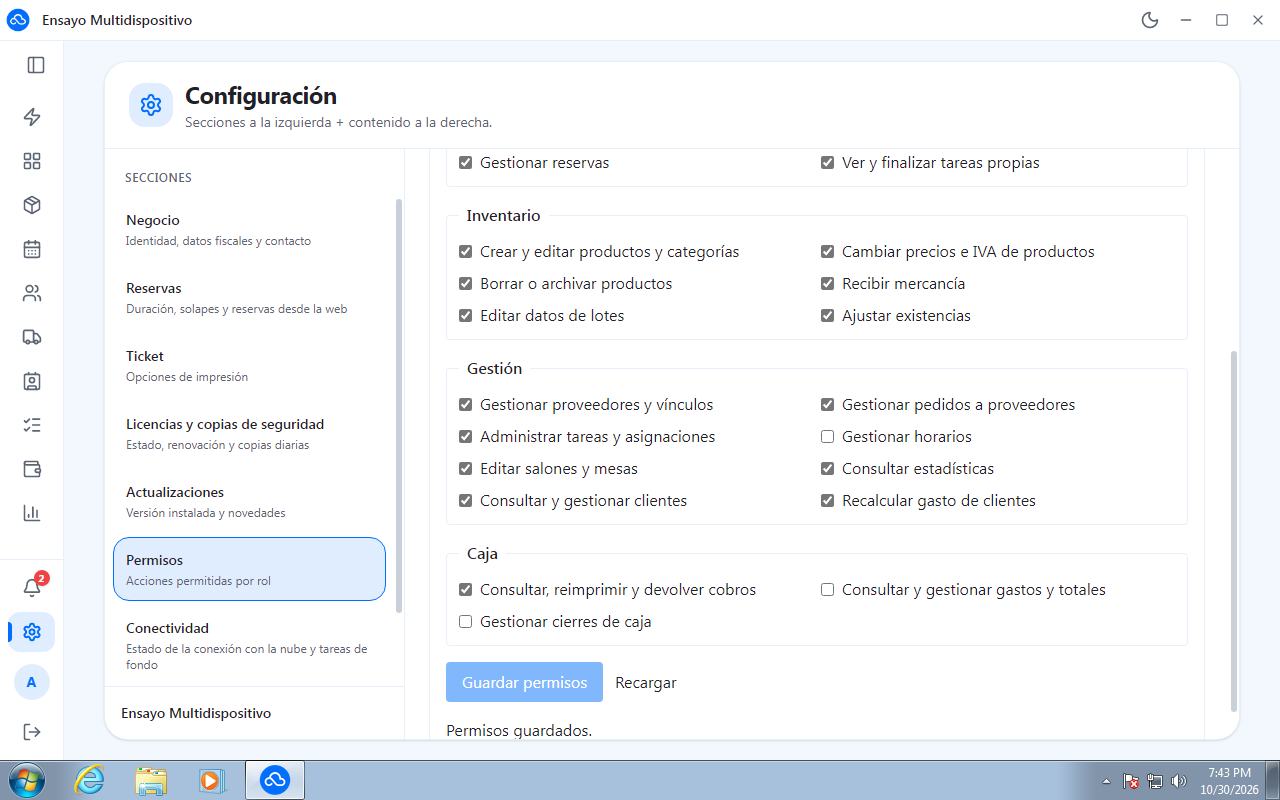 Ensayo Multidispositivo
Configuración
Secciones a la izquierda + contenido a la derecha.
SECCIONES
Negocio
Identidad, datos fiscales y contacto
Reservas
Duración, solapes y reservas desde la web
Ticket
Opciones de impresión
Licencias y copias de seguridad
Estado, renovación y copias diarias
Actualizaciones
Versión instalada y novedades
Permisos
Acciones permitidas por rol
Conectividad
Estado de la conexión con la nube y tareas de
fondo
Ensayo Multidispositivo
2
A
Gestionar reservas
Ver y finalizar tareas propias
Inventario
Crear y editar productos y categorías
Cambiar precios e IVA de productos
Borrar o archivar productos
Recibir mercancía
Editar datos de lotes
Ajustar existencias
Gestión
Gestionar proveedores y vínculos
Gestionar pedidos a proveedores
Administrar tareas y asignaciones
Gestionar horarios
Editar salones y mesas
Consultar estadísticas
Consultar y gestionar clientes
Recalcular gasto de clientes
Caja
Consultar, reimprimir y devolver cobros
Consultar y gestionar gastos y totales
Gestionar cierres de caja
Guardar permisos
Recargar
Permisos guardados.
7:43 PM
10/30/2026